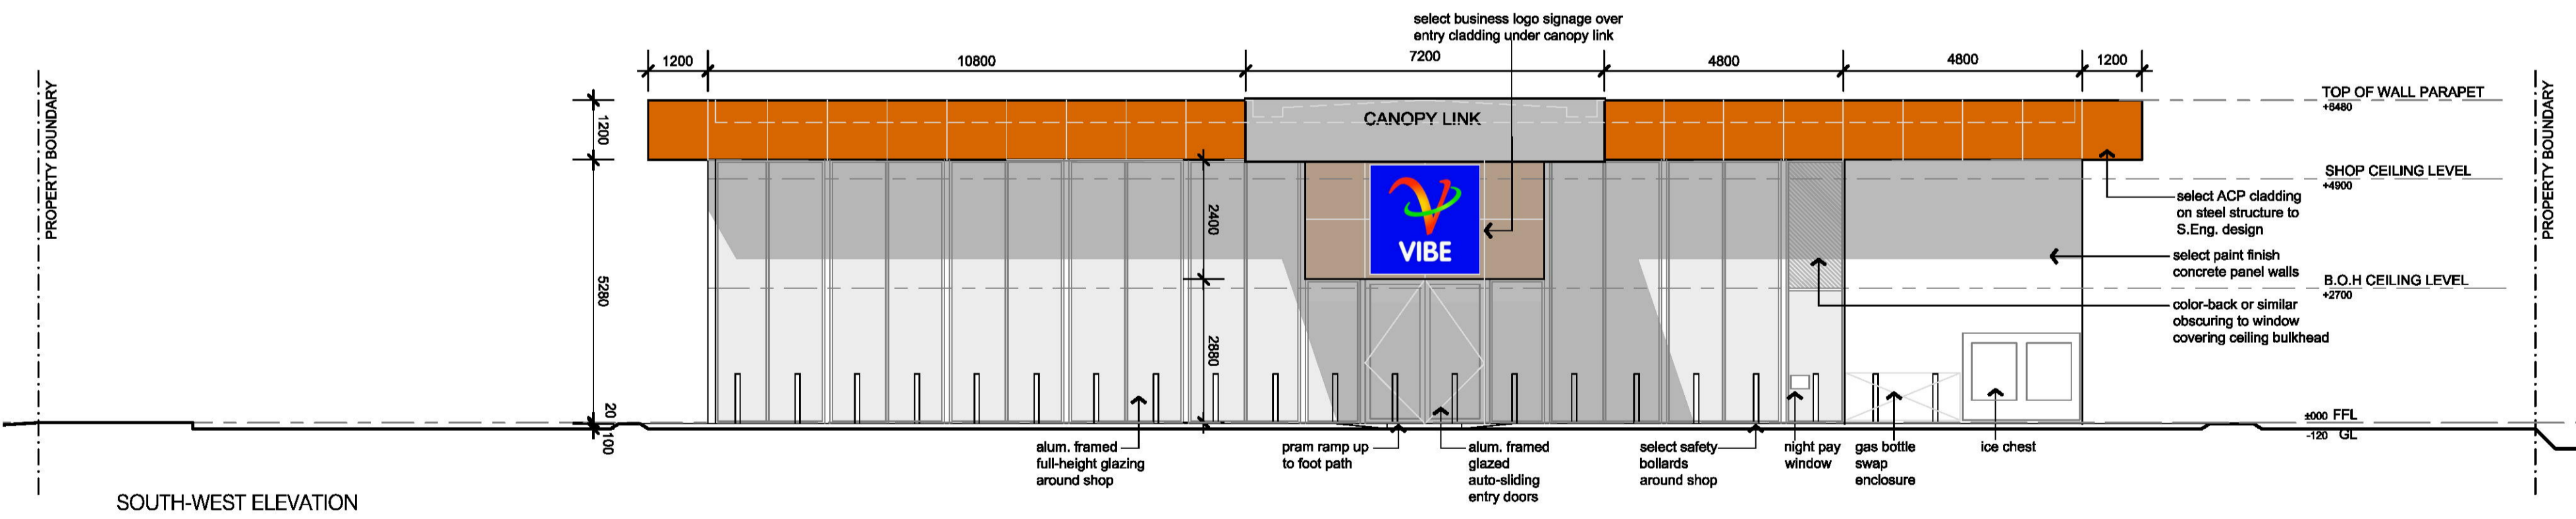 select business logo signage over
entry cladding under canopy link
1200
10800
7200
4800
4800
1200
PROPERTY BOUNDARY
PROPERTY BOUNDARY
1200
CANOPY LINK
TOP OF WALL PARAPET
+6480
SHOP CEILING LEVEL
+4900
VIBE
2400
select ACP cladding
on steel structure to
S.Eng. design
select paint finish
concrete panel walls
B.O.H CEILING LEVEL
+2700
color-back or similar
obscuring to window
covering ceiling bulkhead
5280
2880
20
100
±000 FFL
-120 GL
alum. framed
full-height glazing
around shop
pram ramp up
to foot path
alum. framed
glazed
auto-sliding
entry doors
select safety
bollards
around shop
night pay
window
gas bottle
swap
enclosure
ice chest
SOUTH-WEST ELEVATION